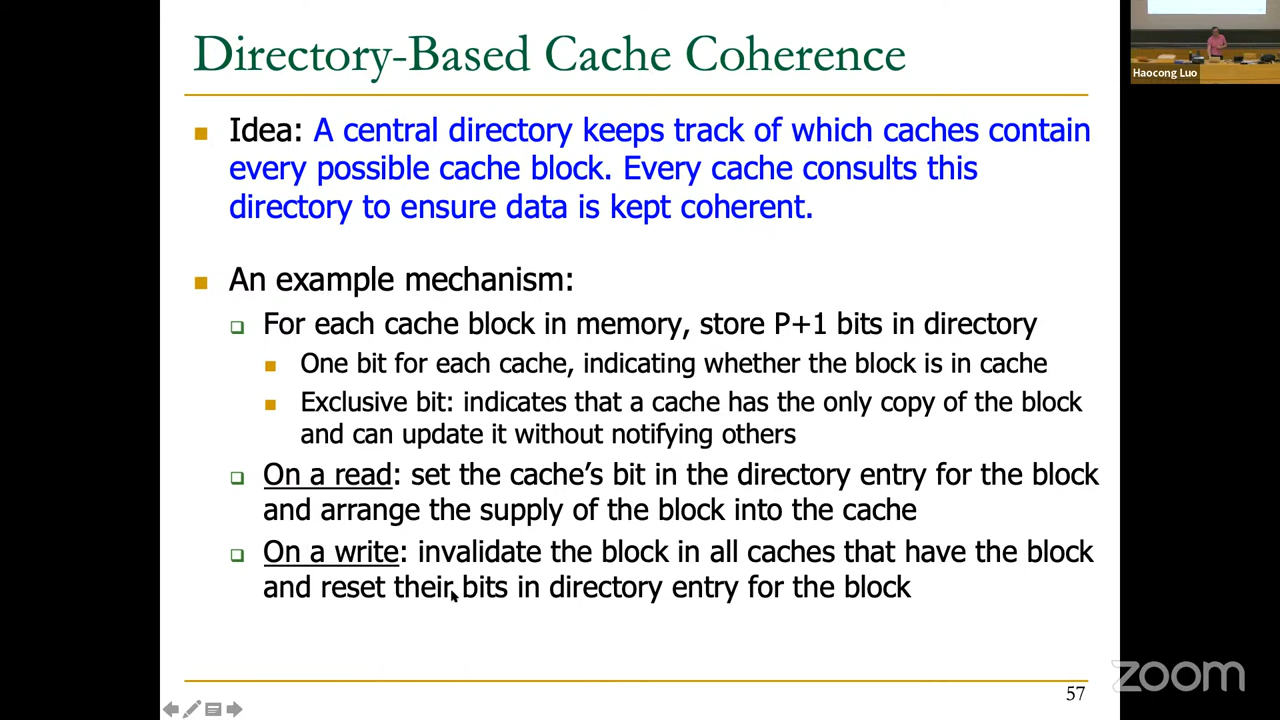 Directory-Based Cache Coherence
Idea: A central directory keeps track of which caches contain
every possible cache block. Every cache consults this
directory to ensure data is kept coherent.
An example mechanism:
For each cache block in memory, store P+1 bits in directory
One bit for each cache, indicating whether the block is in cache
Exclusive bit: indicates that a cache has the only copy of the block
and can update it without notifying others
On a read: set the cache's bit in the directory entry for the block
and arrange the supply of the block into the cache
On a write: invalidate the block in all caches that have the block
and reset their bits in directory entry for the block
57
Haocong Luo
zoom